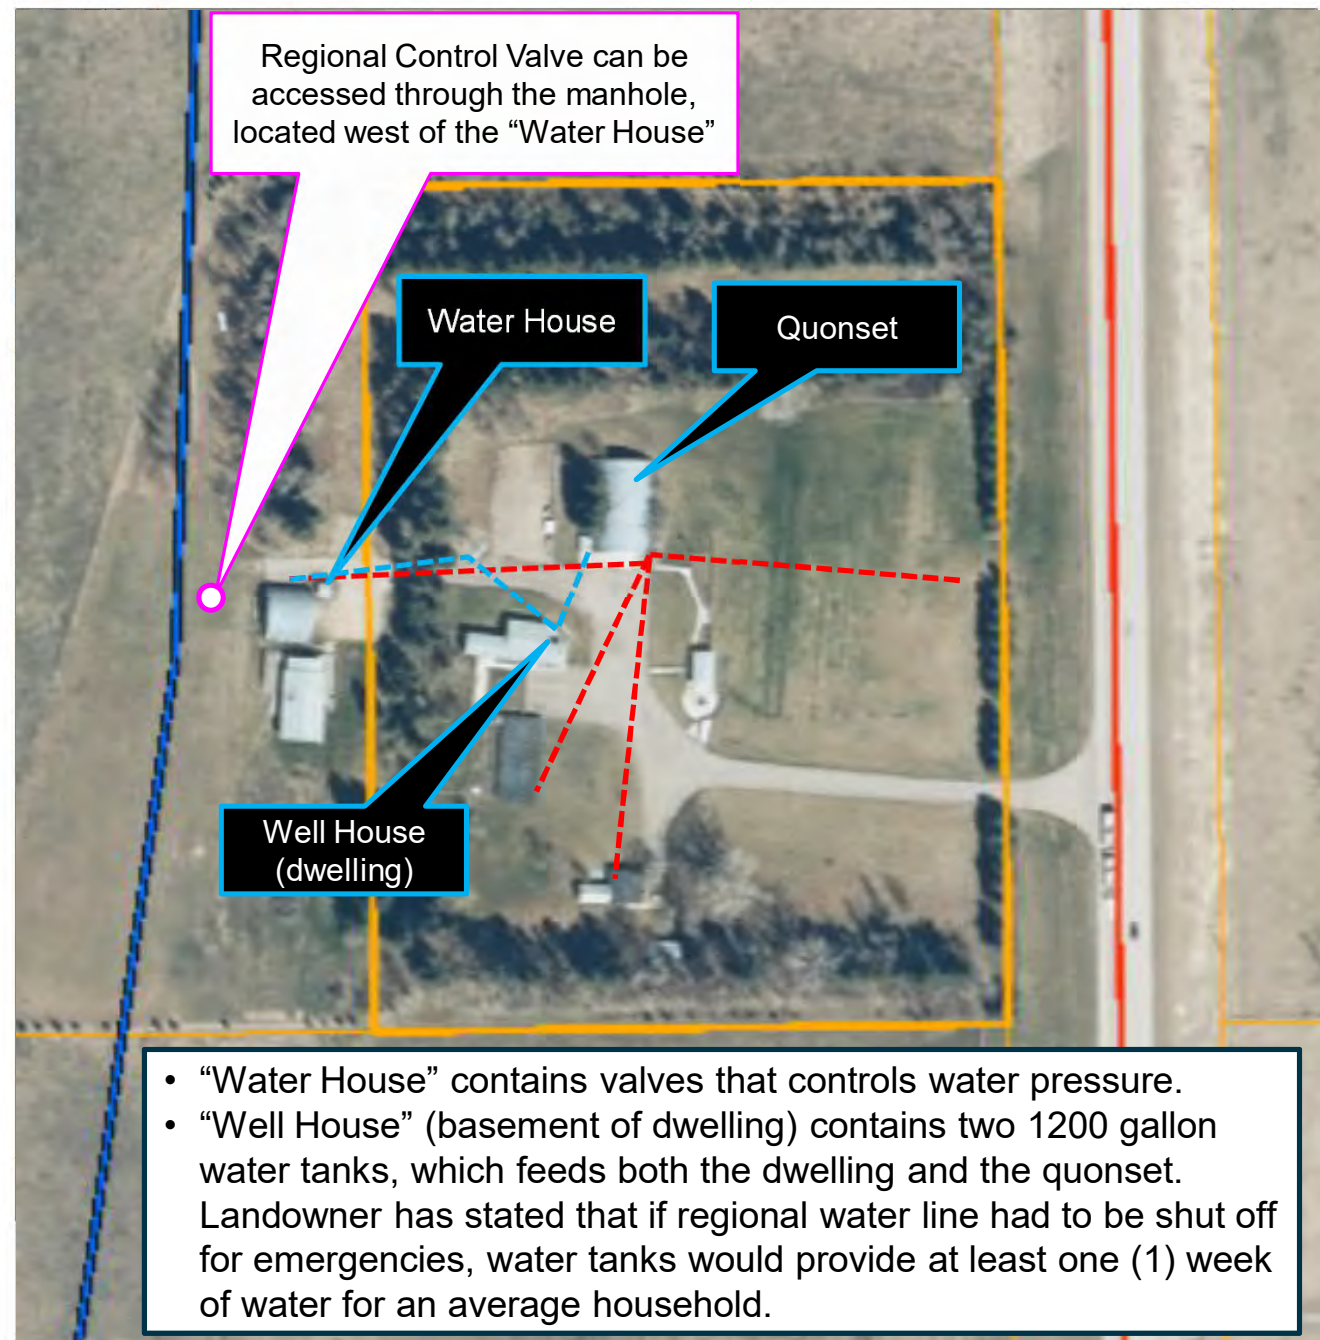 Regional Control Valve can be
accessed through the manhole,
located west of the “Water House”
Water House
Quonset
Well House
(dwelling)
• “Water House” contains valves that controls water pressure.
• “Well House” (basement of dwelling) contains two 1200 gallon
water tanks, which feeds both the dwelling and the quonset.
Landowner has stated that if regional water line had to be shut off
for emergencies, water tanks would provide at least one (1) week
of water for an average household.